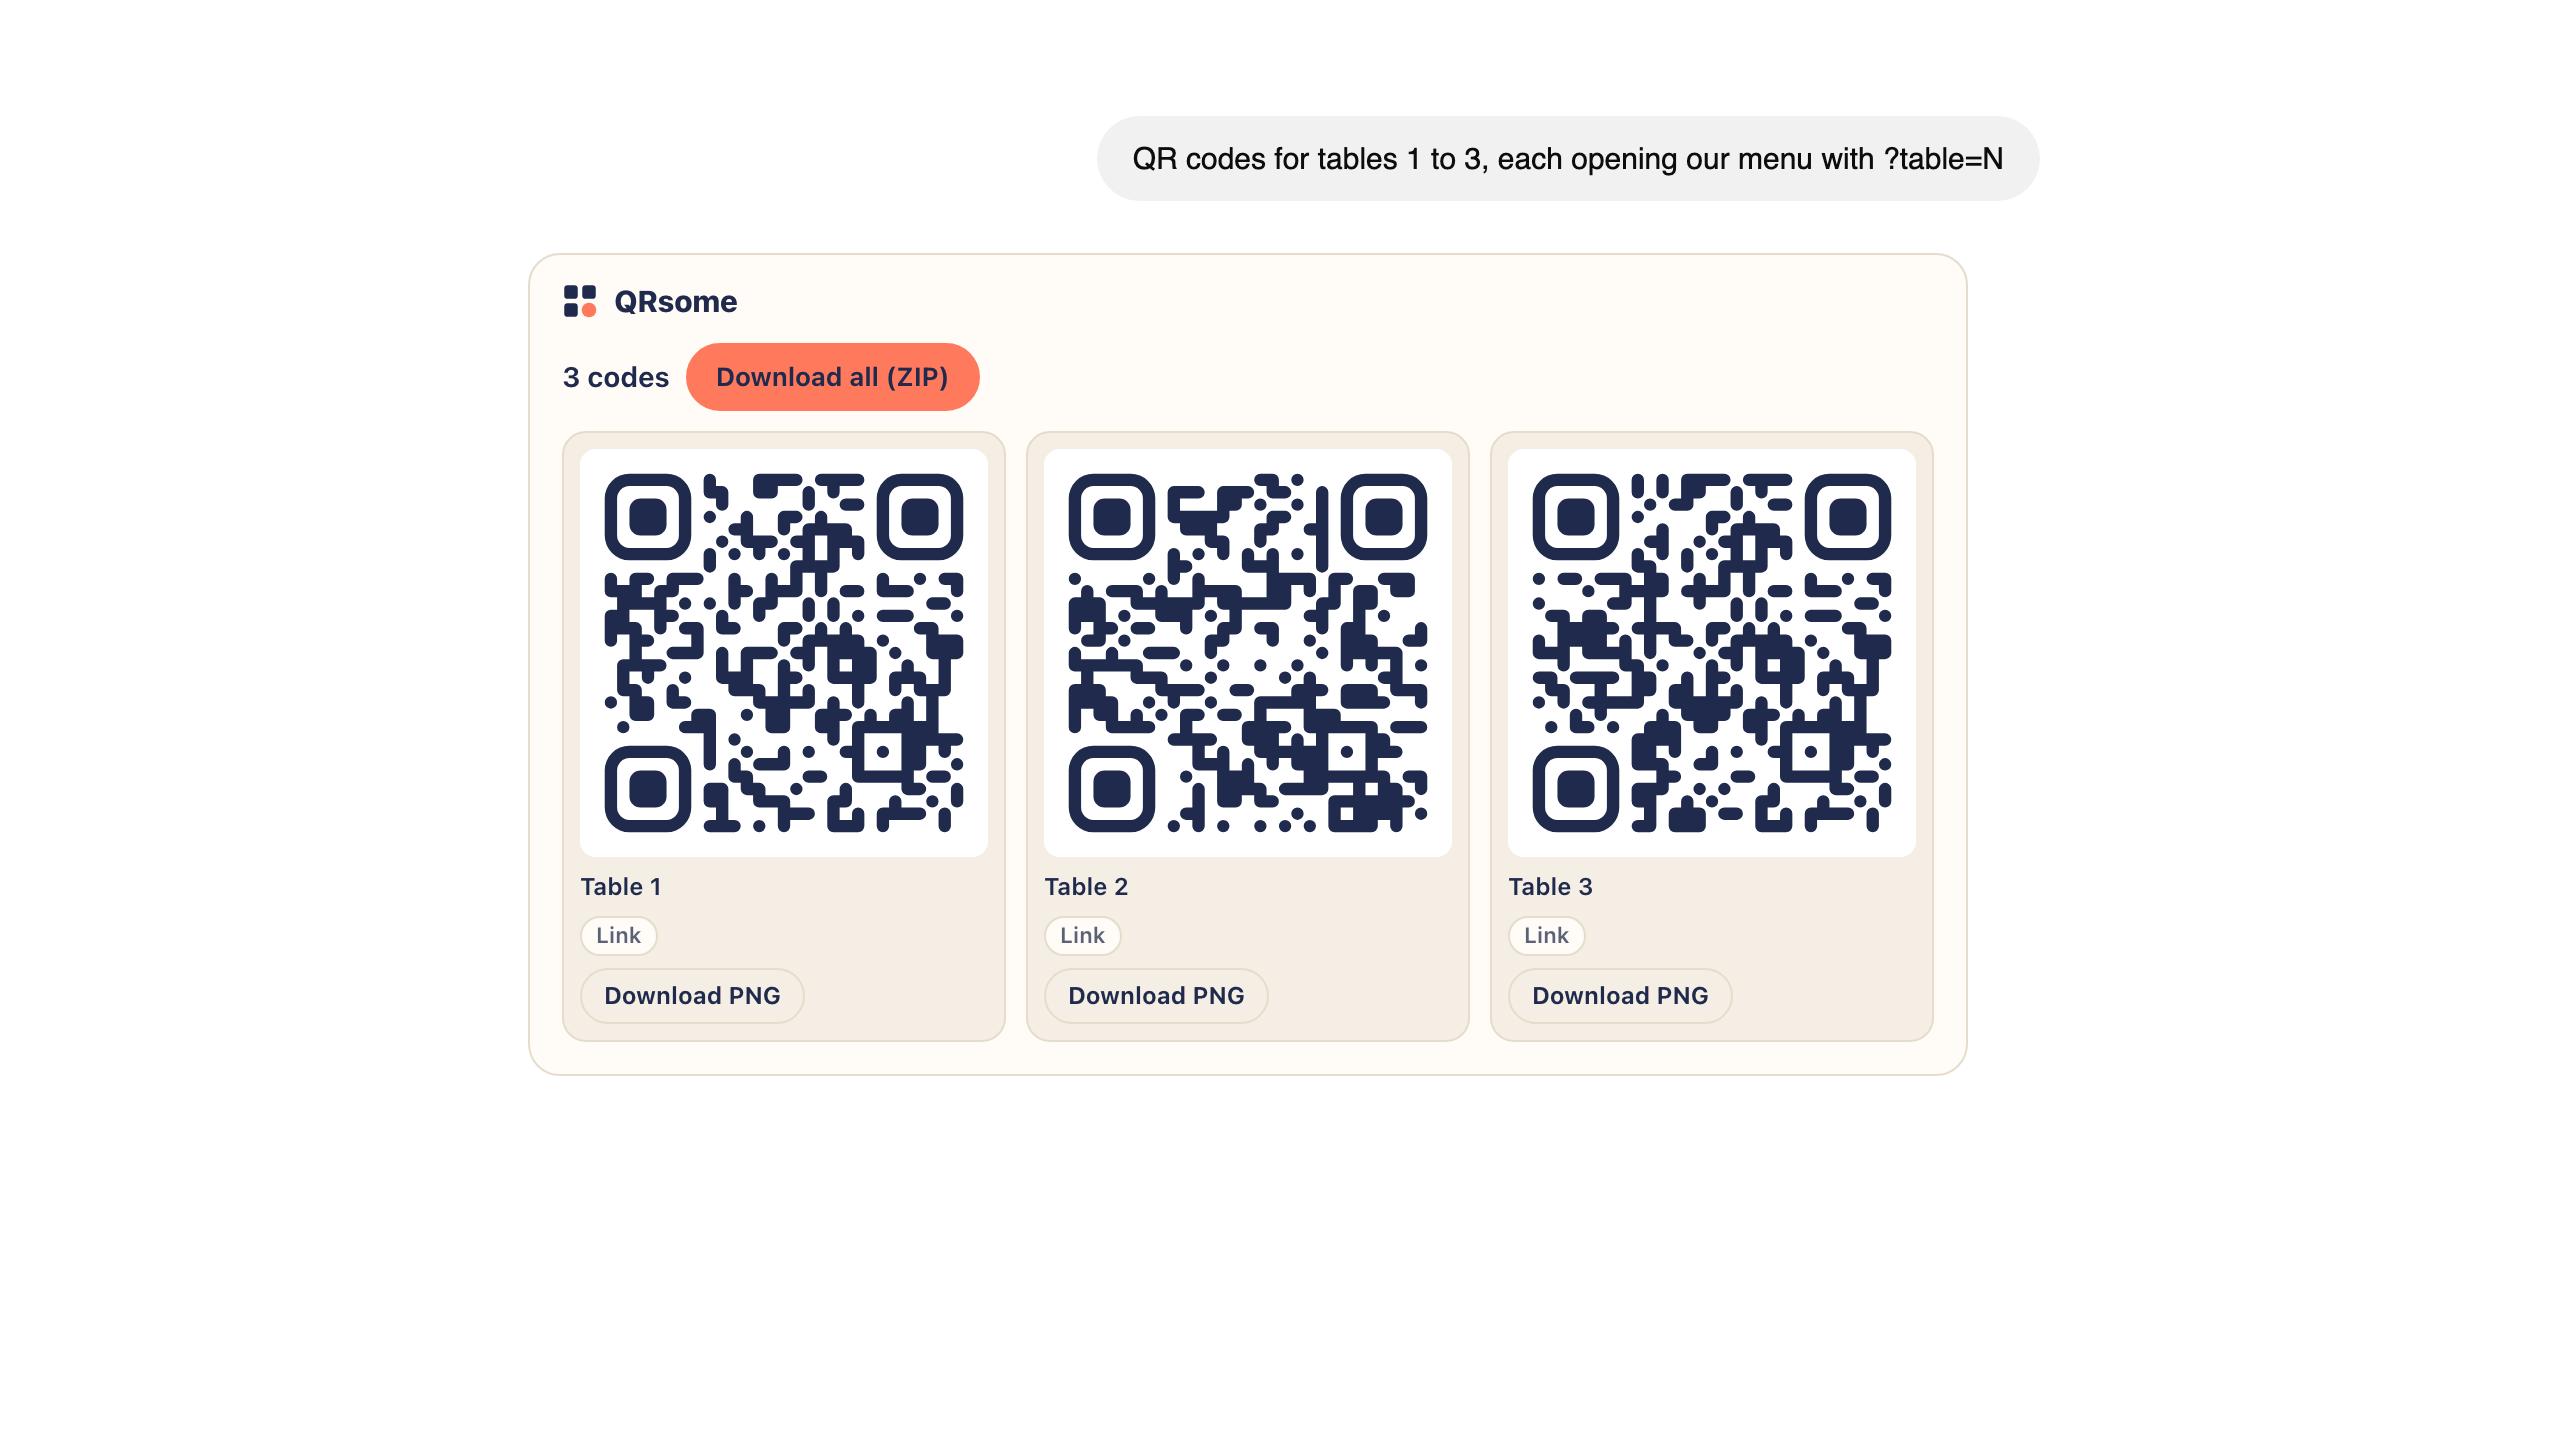 QR codes for tables 1 to 3, each opening our menu with ?table=N
QRsome
3 codes
Download all (ZIP)
Table 1
Link
Download PNG
Table 2
Link
Download PNG
Table 3
Link
Download PNG